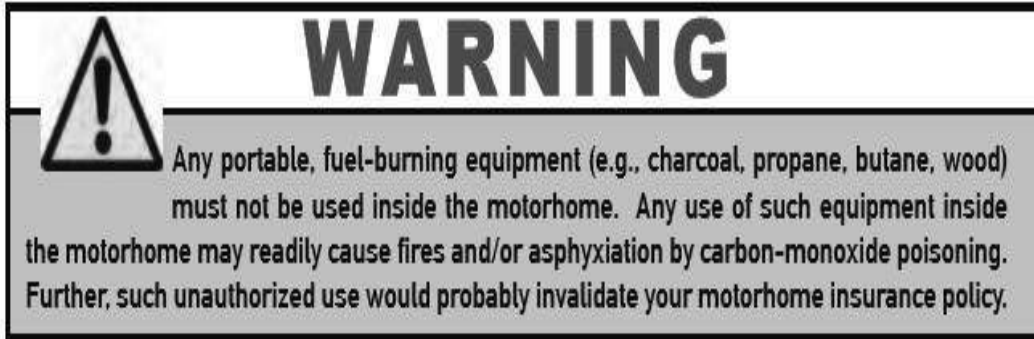 WARNING
Any portable, fuel-burning equipment (e.g., charcoal, propane, butane, wood)
must not be used inside the motorhome. Any use of such equipment inside
the motorhome may readily cause fires and/or asphyxiation by carbon-monoxide poisoning.
Further, such unauthorized use would probably invalidate your motorhome insurance policy.